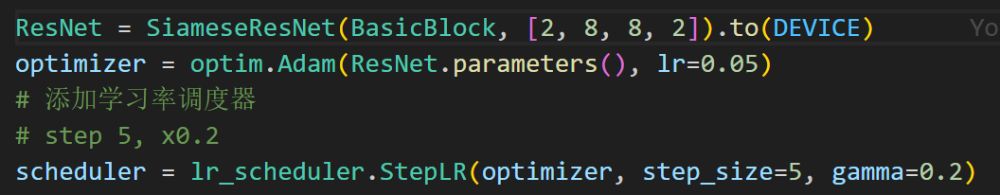 ResNet = SiameseResNet(BasicBlock, [2, 8, 8, 2]).to(DEVICE) Yo
optimizer = optim.Adam(ResNet.parameters(), lr=0.05)
# 添加学习率调度器
# step 5, x0.2
scheduler = lr_scheduler.StepLR(optimizer, step_size=5, gamma=0.2)